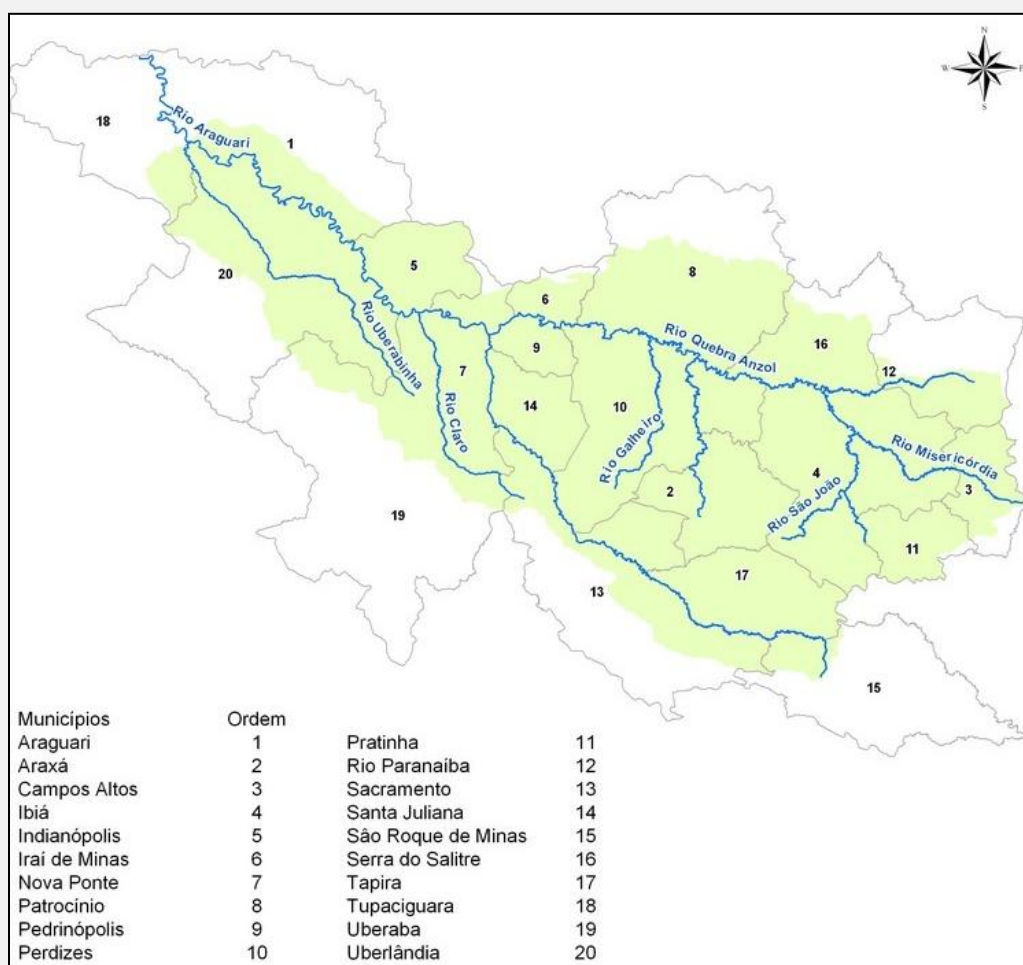 N
W E
S
18
Rio Araguari
1
20
5
8
6
Rio Uberabinha
Rio Quebra Anzol
16
9
7
12
Rio Claro
14
10
Rio Galheiro
Rio Misericórdia
4
3
2
Rio São João
19
11
17
13
15
Municípios Ordem
Araguari 1 Pratinha 11
Araxá 2 Rio Paranaíba 12
Campos Altos 3 Sacramento 13
Ibiá 4 Santa Juliana 14
Indianópolis 5 Sâo Roque de Minas 15
Iraí de Minas 6 Serra do Salitre 16
Nova Ponte 7 Tapira 17
Patrocínio 8 Tupaciguara 18
Pedrinópolis 9 Uberaba 19
Perdizes 10 Uberlândia 20